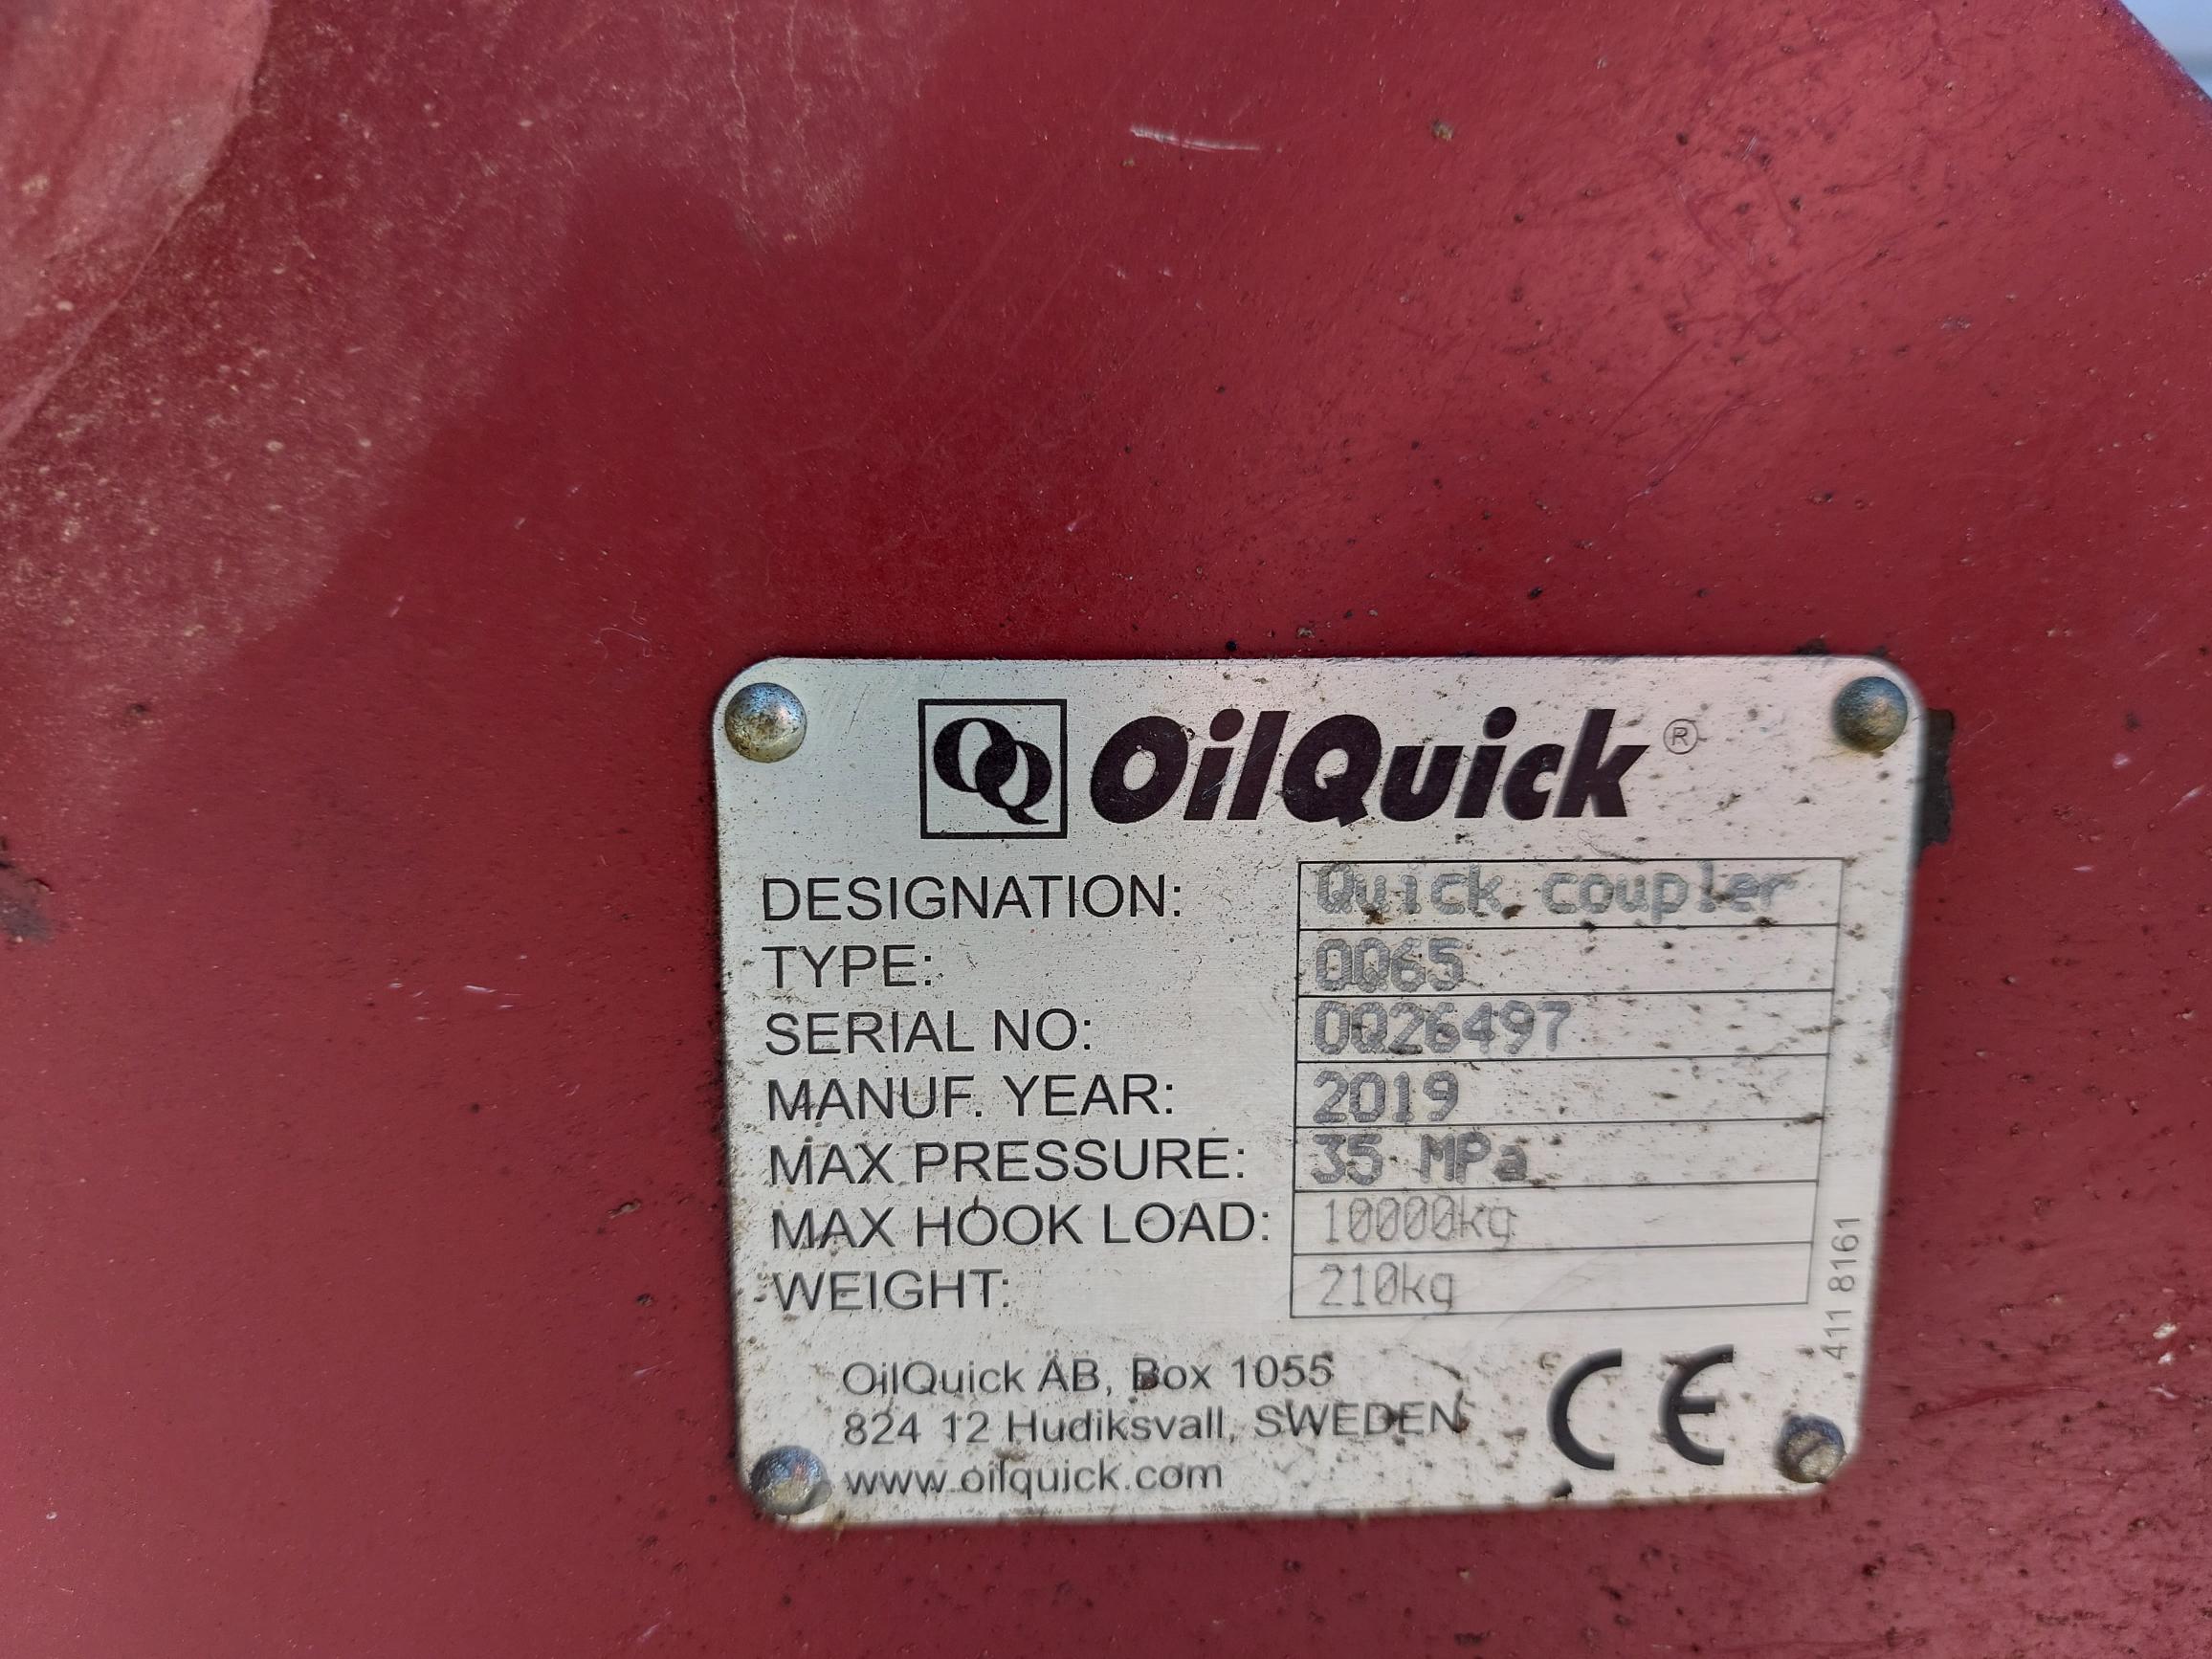 OQ OilQuick®
DESIGNATION: Quick coupler
TYPE: OQ65
SERIAL NO: OQ26497
MANUF. YEAR: 2019
MAX PRESSURE: 35 MPa
MAX HOOK LOAD: 10000kg
WEIGHT: 210kg
OilQuick AB, Box 1055
824 12 Hudiksvall, SWEDEN
www.oilquick.com
CE
411 8161